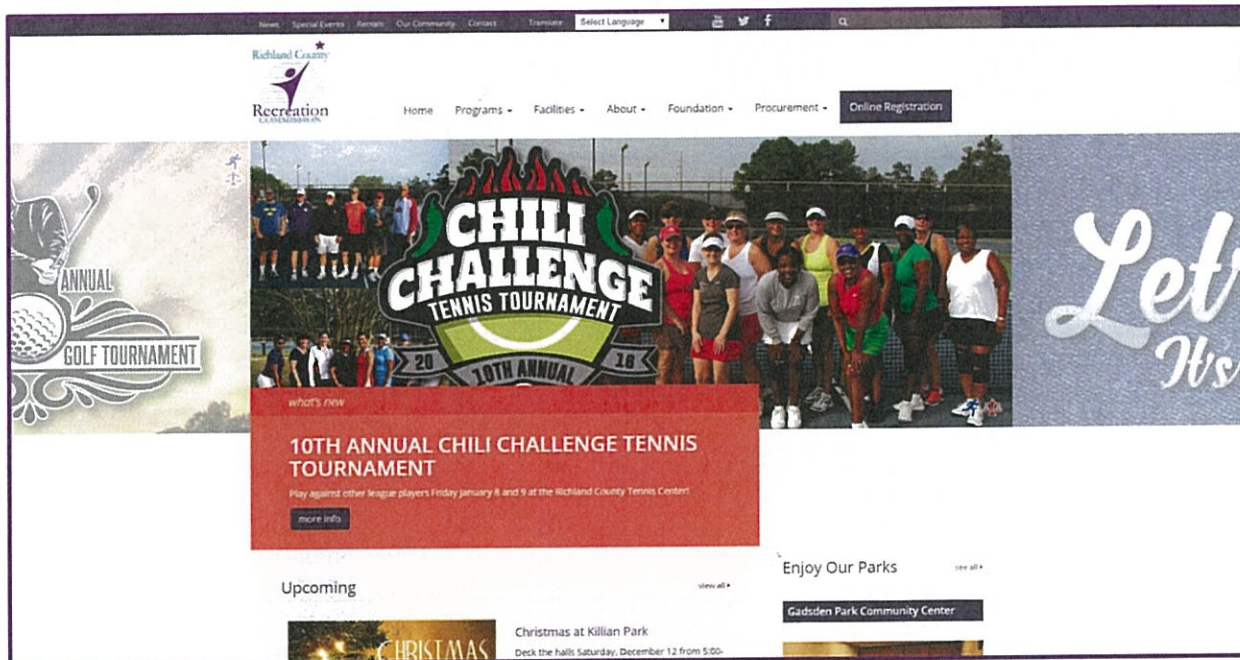 News Special Events Rentals Our Community Contact Translate Select Language
Richland County
Recreation
COMMISSION
Home Programs Facilities About Foundation Procurement Online Registration
ANNUAL
GOLF TOURNAMENT
CHILI
CHALLENGE
TENNIS TOURNAMENT
20 16
10TH ANNUAL
Let'
It's
what's new
10TH ANNUAL CHILI CHALLENGE TENNIS
TOURNAMENT
Play against other league players Friday January 8 and 9 at the Richland County Tennis Center!
more info
Upcoming view all
CHRISTMAS
Christmas at Killian Park
Deck the halls Saturday, December 12 from 5:00-
Enjoy Our Parks see all
Gadsden Park Community Center